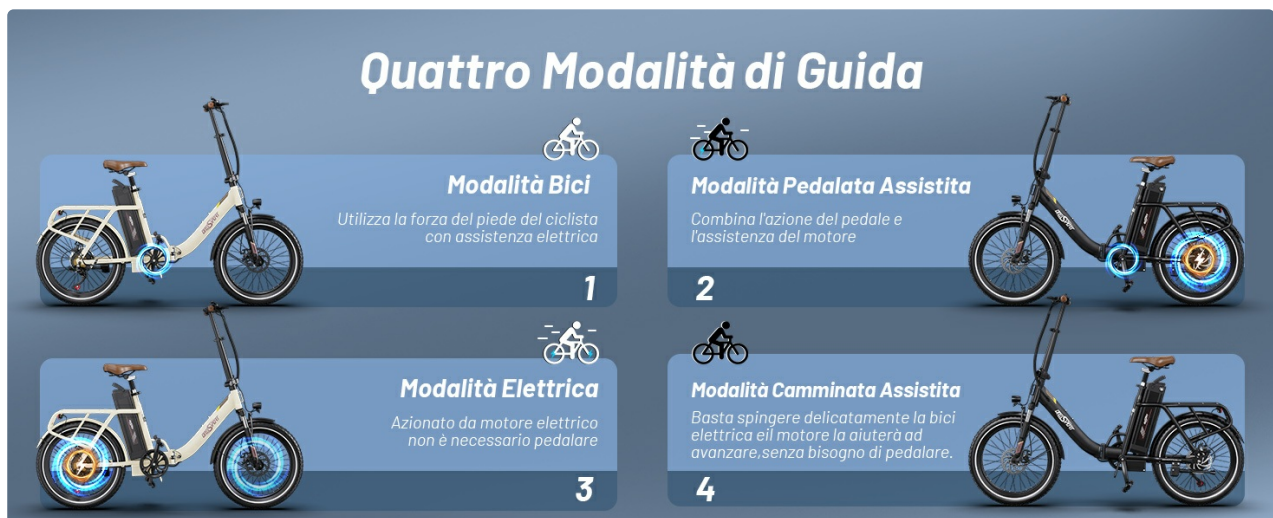 Quattro Modalità di Guida
Modalità Bici
Utilizza la forza del piede del ciclista
con assistenza elettrica
1
Modalità Pedalata Assistita
Combina l'azione del pedale e
l'assistenza del motore
2
Modalità Elettrica
Azionato da motore elettrico
non è necessario pedalare
3
Modalità Camminata Assistita
Basta spingere delicatamente la bici
elettrica eil motore la aiuterà ad
avanzare,senza bisogno di pedalare.
4